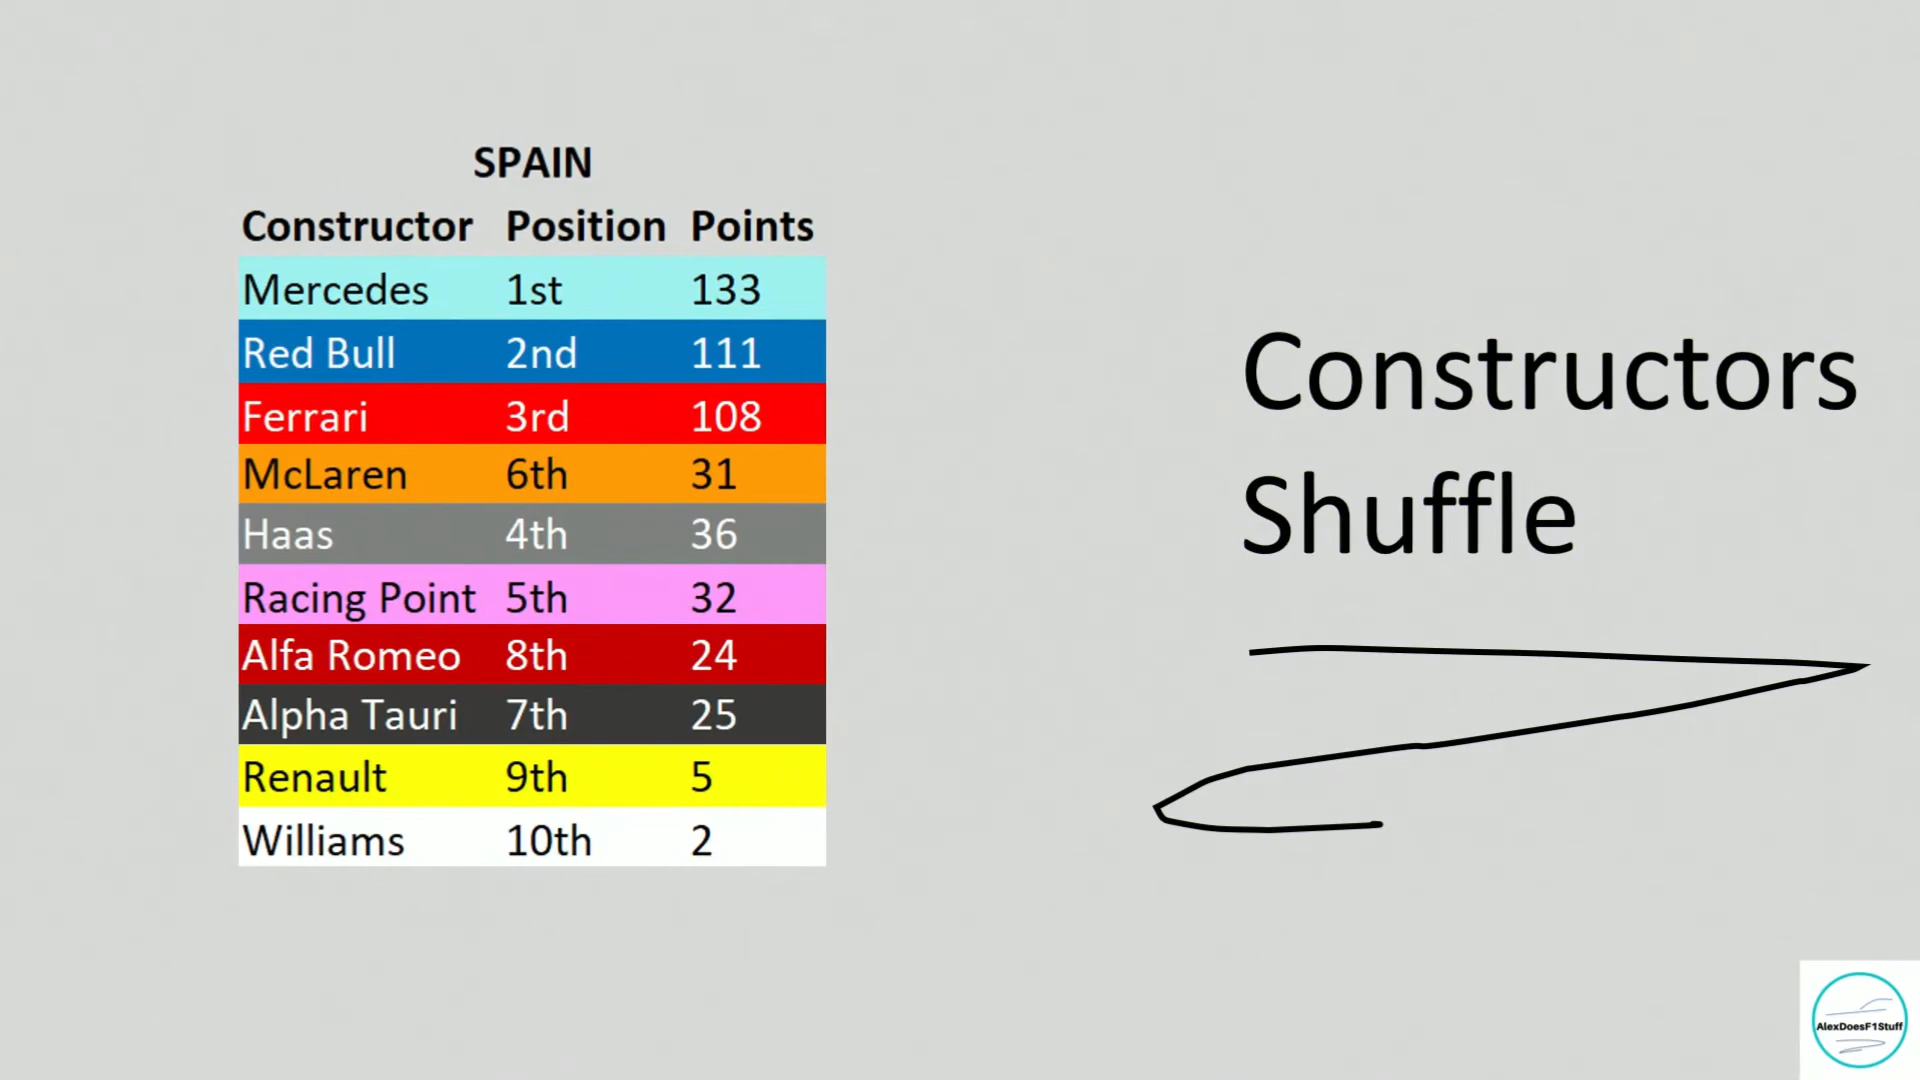 SPAIN
Constructor Position Points
Mercedes 1st 133
Red Bull 2nd 111
Ferrari 3rd 108
McLaren 6th 31
Haas 4th 36
Racing Point 5th 32
Alfa Romeo 8th 24
Alpha Tauri 7th 25
Renault 9th 5
Williams 10th 2
Constructors
Shuffle
AlexDoesF1Stuff